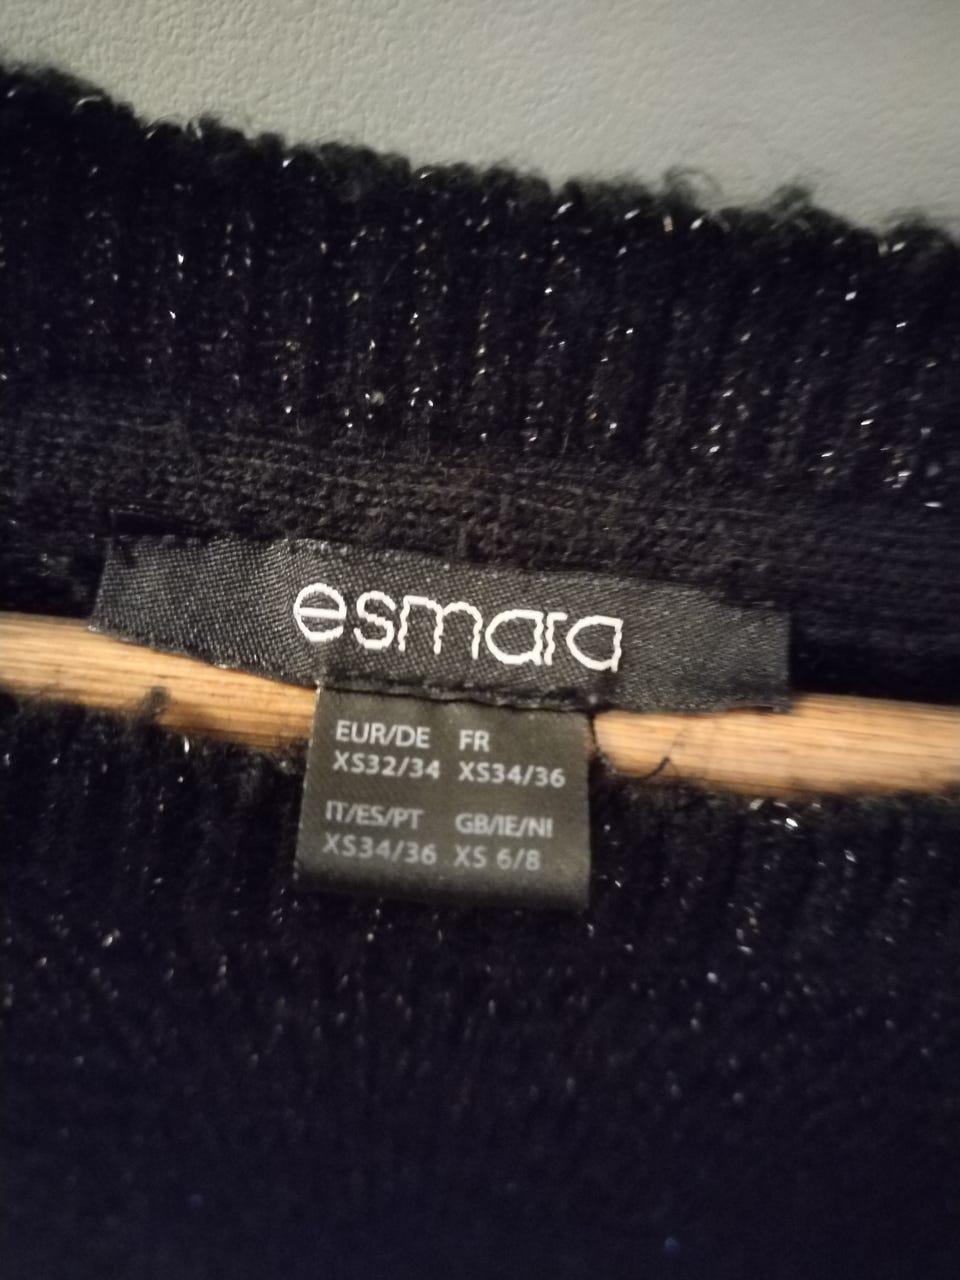 esmara
EUR/DE FR
XS32/34 XS34/36
IT/ES/PT GB/IE/NI
XS34/36 XS 6/8